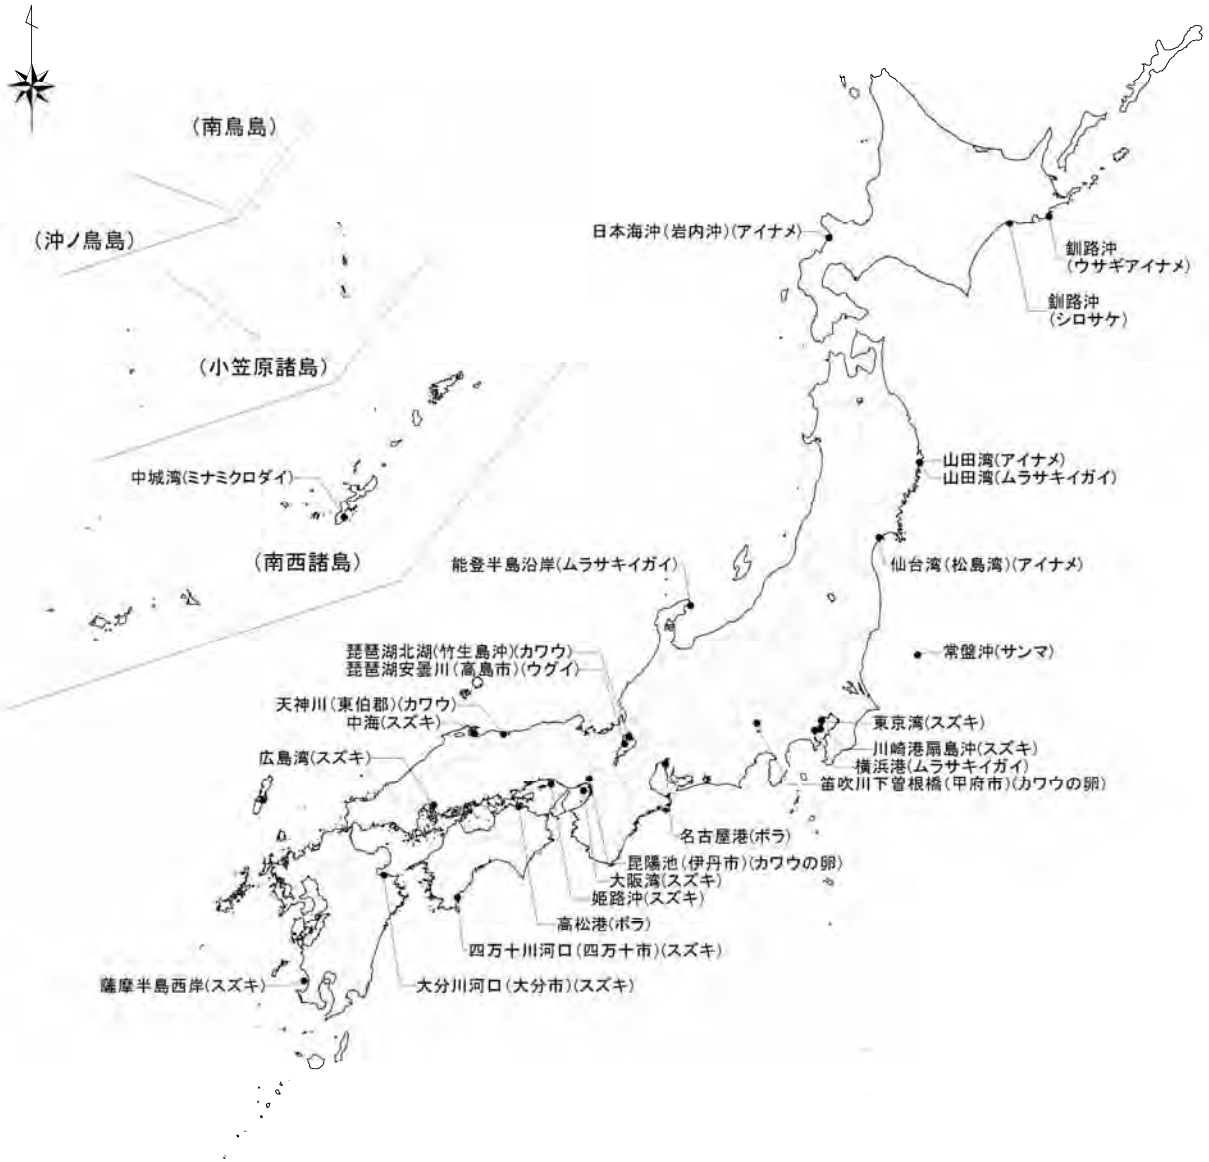 (南鳥島)
(沖ノ鳥島)
日本海沖(岩内沖)(アイナメ)
釧路沖
(ウサギアイナメ)
釧路沖
(シロサケ)
(小笠原諸島)
山田湾(アイナメ)
中城湾(ミナミクロダイ)
山田湾(ムラサキイガイ)
(南西諸島)
能登半島沿岸(ムラサキイガイ)
仙台湾(松島湾)(アイナメ)
琵琶湖北湖(竹生島沖)(カワウ)
常盤沖(サンマ)
琵琶湖安曇川(高島市)(ウグイ)
天神川(東伯郡)(カワウ)
中海(スズキ)
東京湾(スズキ)
広島湾(スズキ)
川崎港扇島沖(スズキ)
横浜港(ムラサキイガイ)
笛吹川下曽根橋(甲府市)(カワウの卵)
名古屋港(ボラ)
昆陽池(伊丹市)(カワウの卵)
大阪湾(スズキ)
姫路沖(スズキ)
高松港(ボラ)
四万十川河口(四万十市)(スズキ)
薩摩半島西岸(スズキ)
大分川河口(大分市)(スズキ)